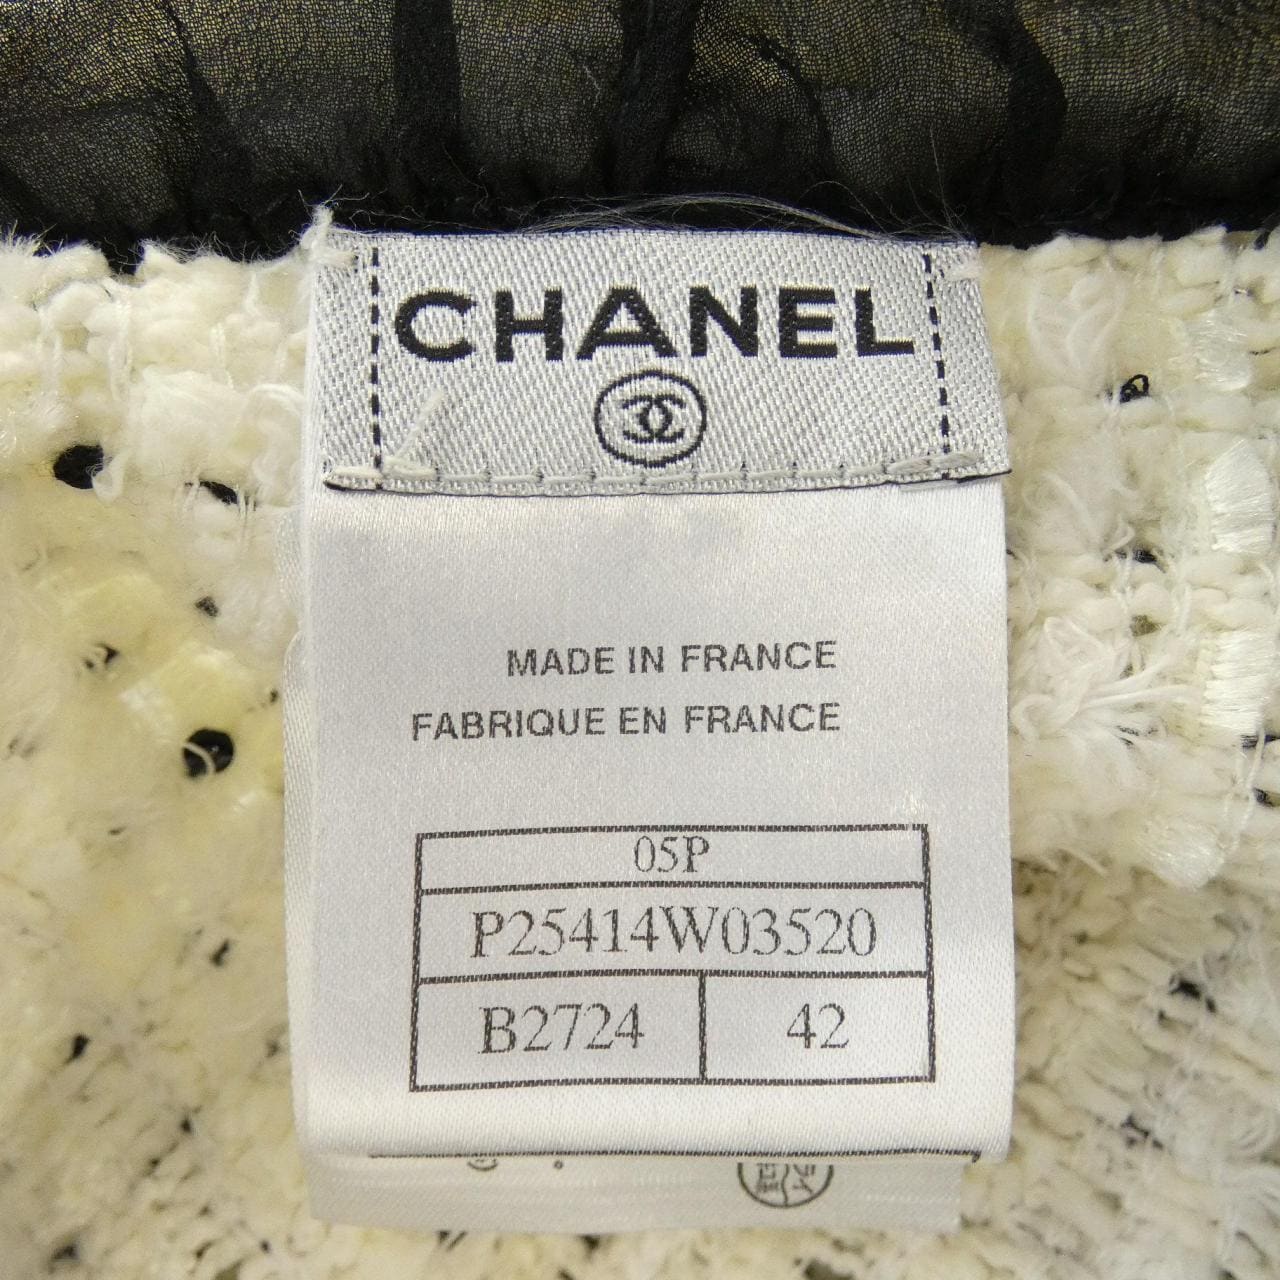 CHANEL
MADE IN FRANCE
FABRIQUE EN FRANCE
05P
P25414W03520
B2724 42